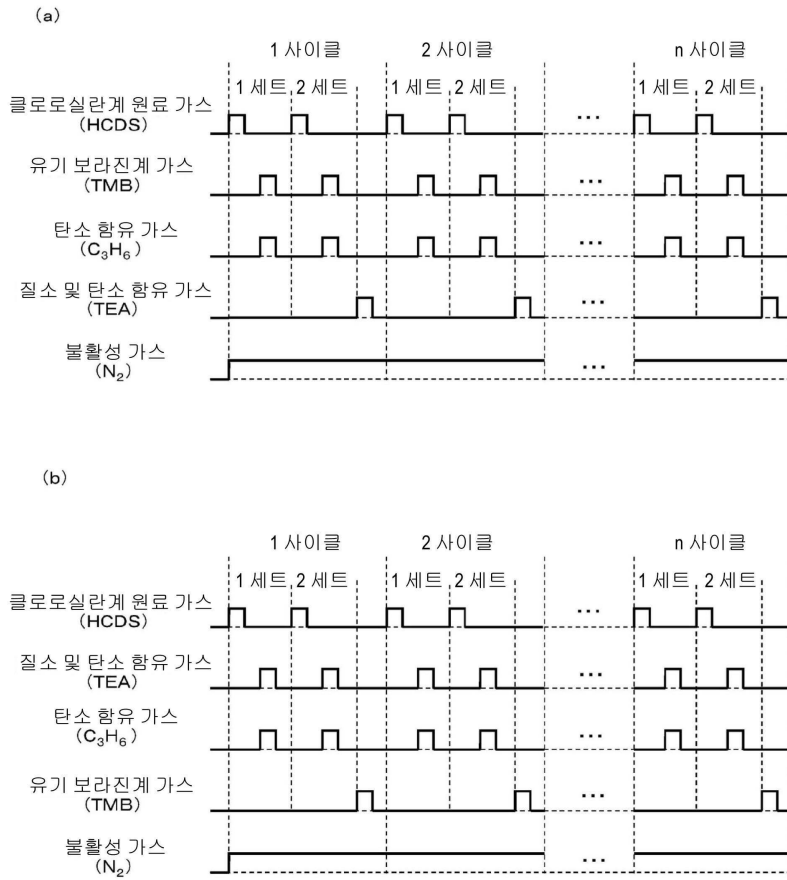 (a)
1 사이클 2 사이클 n 사이클
1 세트 2 세트 1 세트 2 세트 1 세트 2 세트
클로로실란계 원료 가스
(HCDS)
...
유기 보라진계 가스
(TMB)
...
탄소 함유 가스
(C₃H₆)
...
질소 및 탄소 함유 가스
(TEA)
...
불활성 가스
(N₂)
...
(b)
1 사이클 2 사이클 n 사이클
1 세트 2 세트 1 세트 2 세트 1 세트 2 세트
클로로실란계 원료 가스
(HCDS)
...
질소 및 탄소 함유 가스
(TEA)
...
탄소 함유 가스
(C₃H₆)
...
유기 보라진계 가스
(TMB)
...
불활성 가스
(N₂)
...